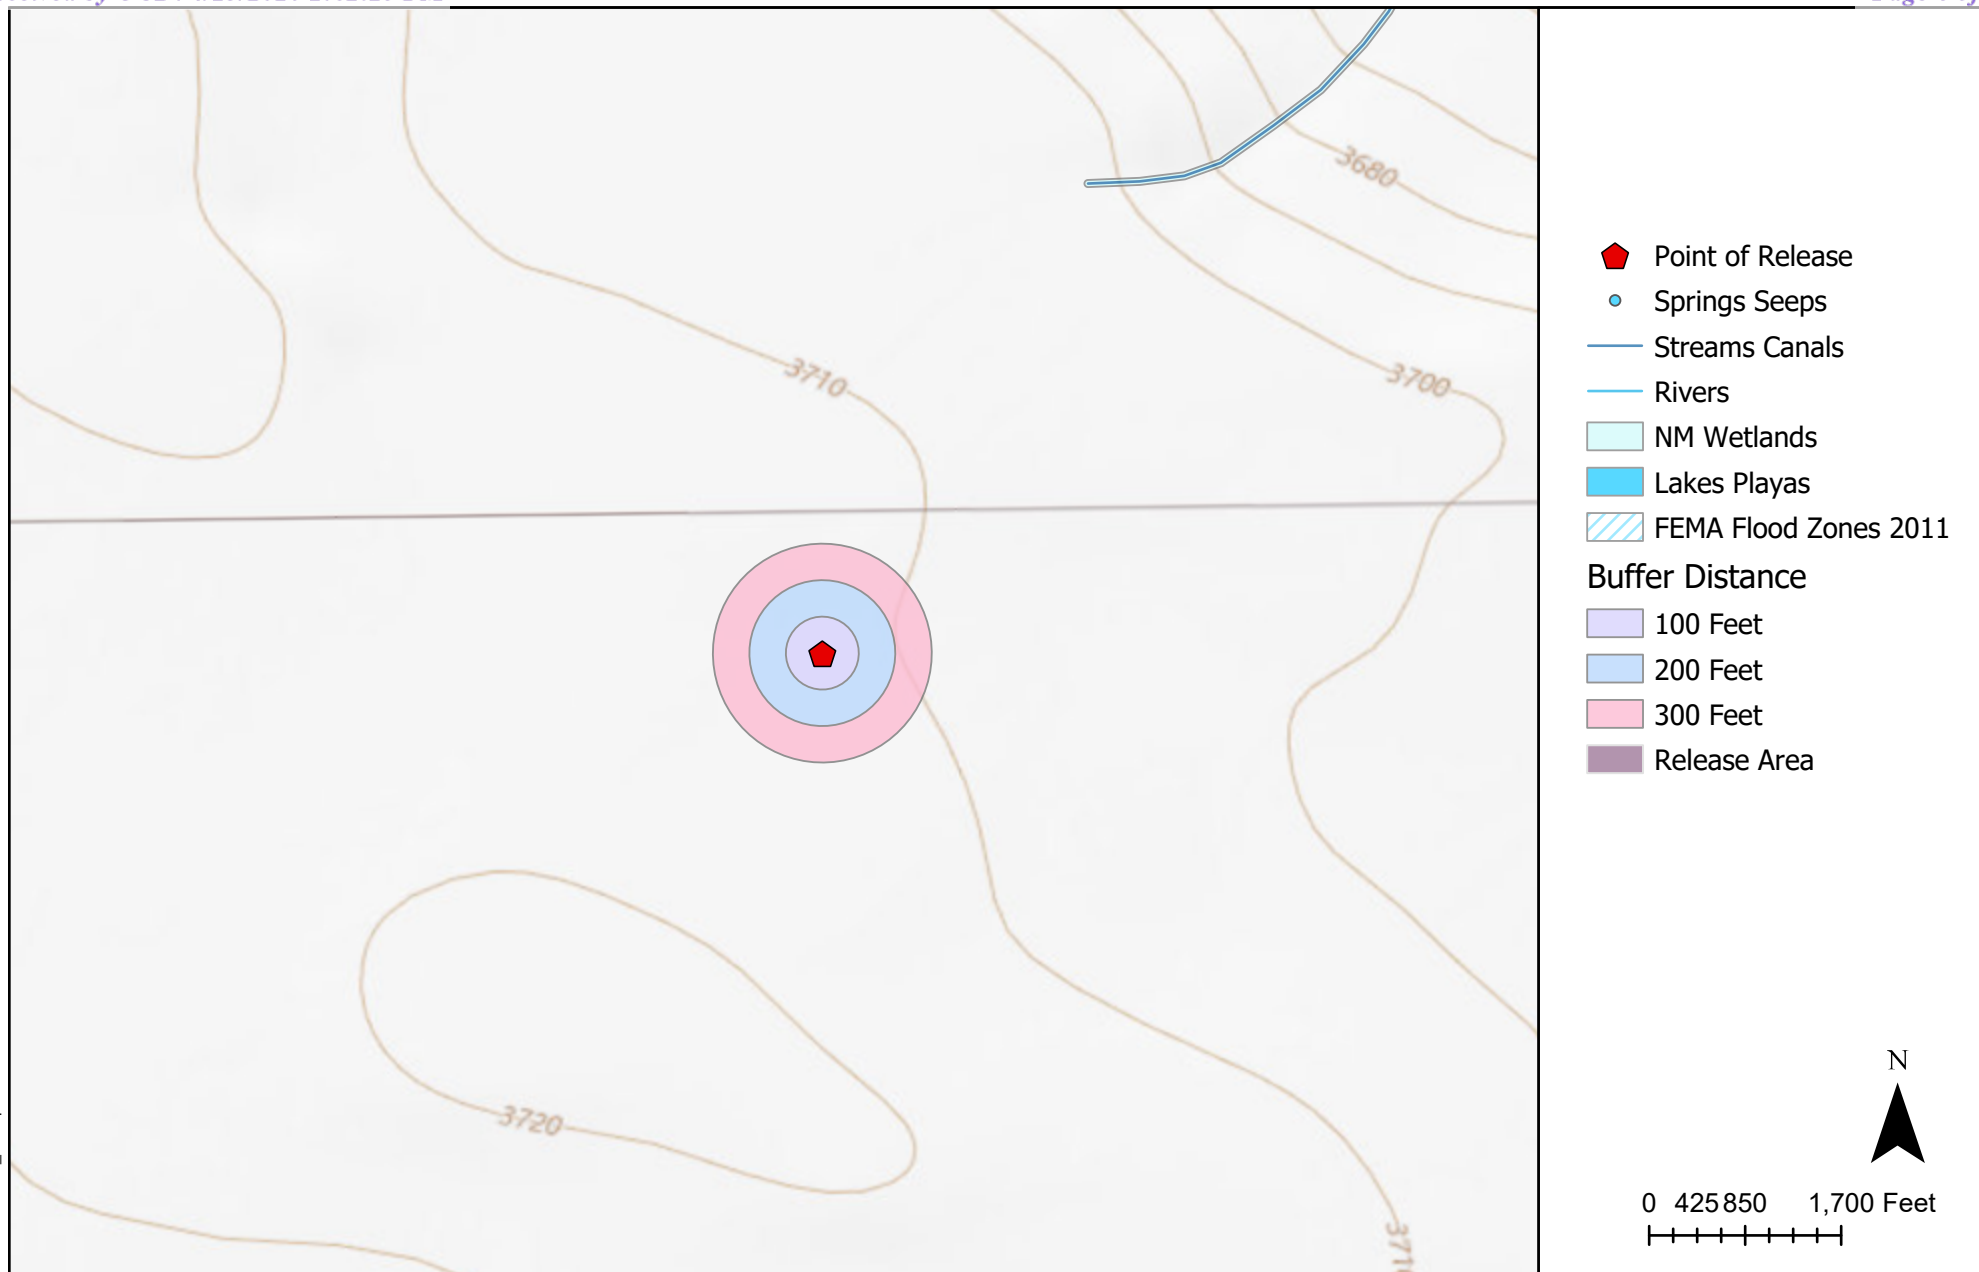 3680
3710
3700
3720
Point of Release
Springs Seeps
Streams Canals
Rivers
NM Wetlands
Lakes Playas
FEMA Flood Zones 2011
Buffer Distance
100 Feet
200 Feet
300 Feet
Release Area
N
0 425 850 1,700 Feet